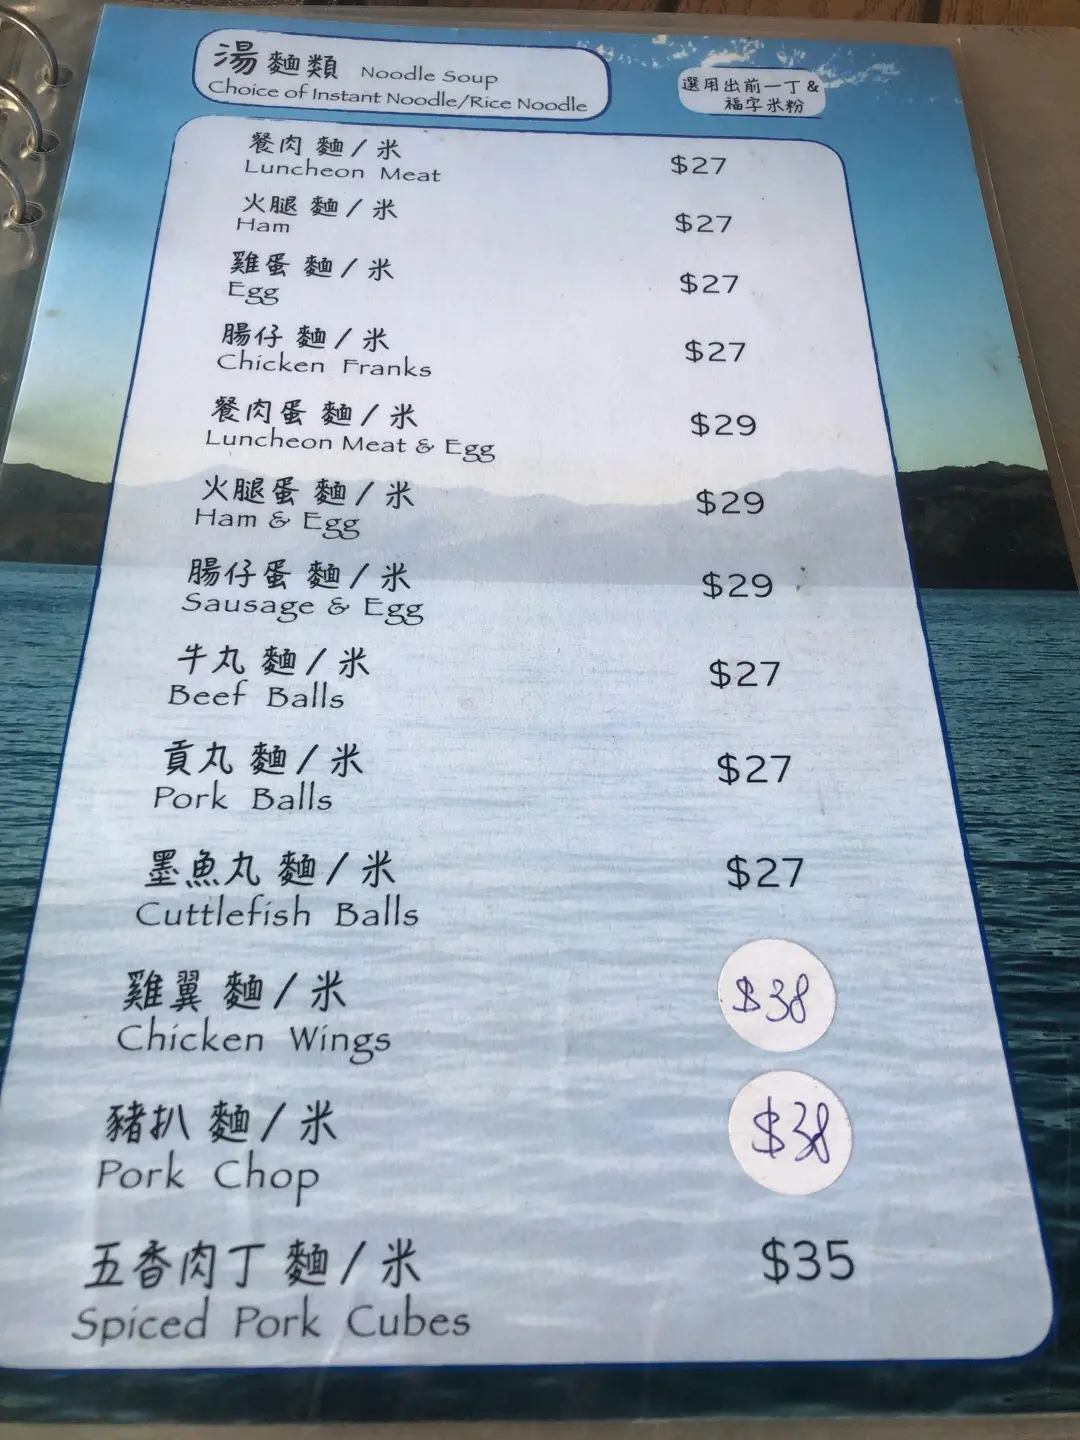 湯麵類 Noodle Soup
Choice of Instant Noodle/Rice Noodle
選用出前一丁&
福字米粉
餐肉 麵/米
Luncheon Meat $27
火腿 麵/米
Ham $27
雞蛋 麵/米
Egg $27
腸仔 麵/米
Chicken Franks $27
餐肉蛋 麵/米
Luncheon Meat & Egg $29
火腿蛋 麵/米
Ham & Egg $29
腸仔蛋 麵/米
Sausage & Egg $29
牛丸 麵/米
Beef Balls $27
貢丸 麵/米
Pork Balls $27
墨魚丸 麵/米
Cuttlefish Balls $27
雞翼 麵/米
Chicken Wings $38
豬扒 麵/米
Pork Chop $38
五香肉丁 麵/米
Spiced Pork Cubes $35